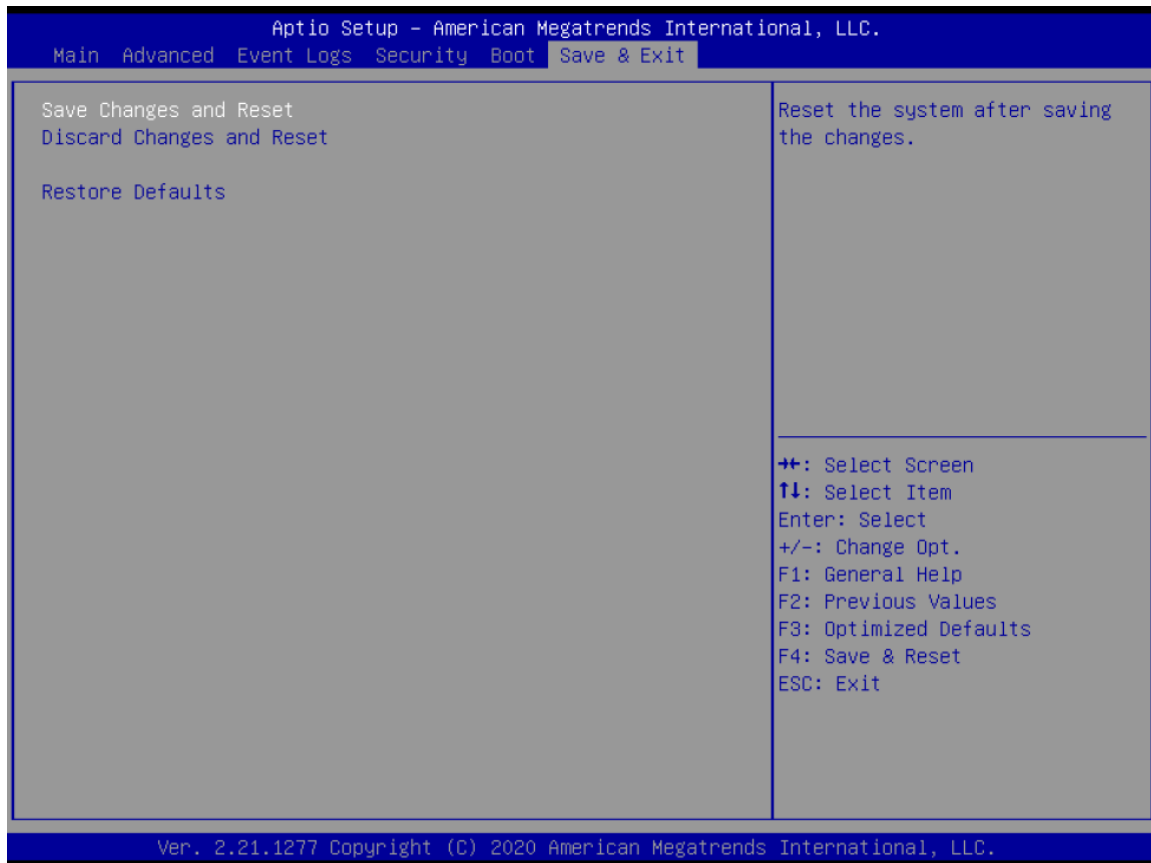 Aptio Setup – American Megatrends International, LLC.
Main Advanced Event Logs Security Boot Save & Exit
Save Changes and Reset
Discard Changes and Reset
Restore Defaults
Reset the system after saving
the changes.
→←: Select Screen
↑↓: Select Item
Enter: Select
+/-: Change Opt.
F1: General Help
F2: Previous Values
F3: Optimized Defaults
F4: Save & Reset
ESC: Exit
Ver. 2.21.1277 Copyright (C) 2020 American Megatrends International, LLC.